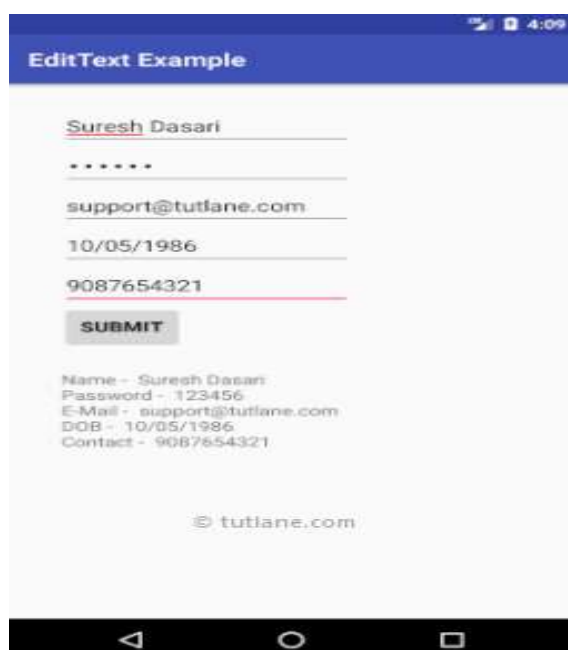 4:09
EditText Example
Suresh Dasari
••••••
support@tutlane.com
10/05/1986
9087654321
SUBMIT
Name - Suresh Dasari
Password - 123456
E-Mail - support@tutlane.com
DOB - 10/05/1986
Contact - 9087654321
© tutlane.com